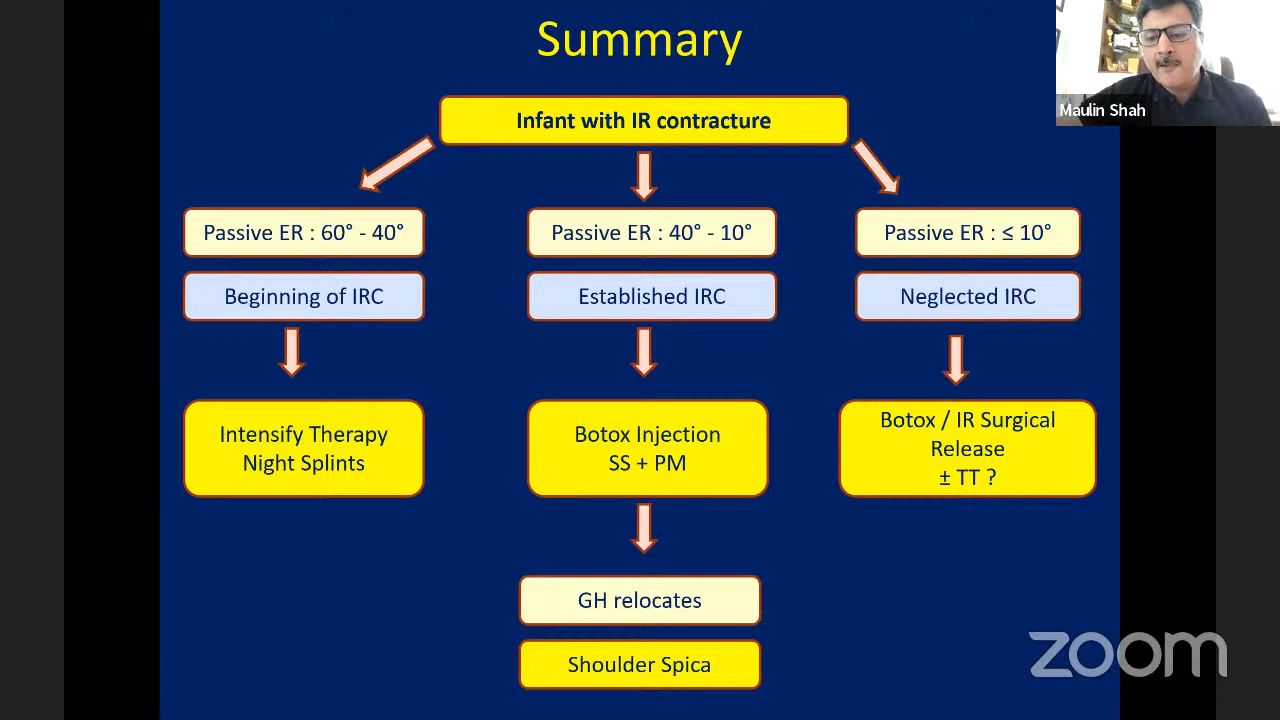 Summary
Maulin Shah
Infant with IR contracture
Passive ER : 60° - 40°
Passive ER : 40° - 10°
Passive ER : ≤ 10°
Beginning of IRC
Established IRC
Neglected IRC
Intensify Therapy
Night Splints
Botox Injection
SS + PM
Botox / IR Surgical
Release
± TT ?
GH relocates
Shoulder Spica
zoom